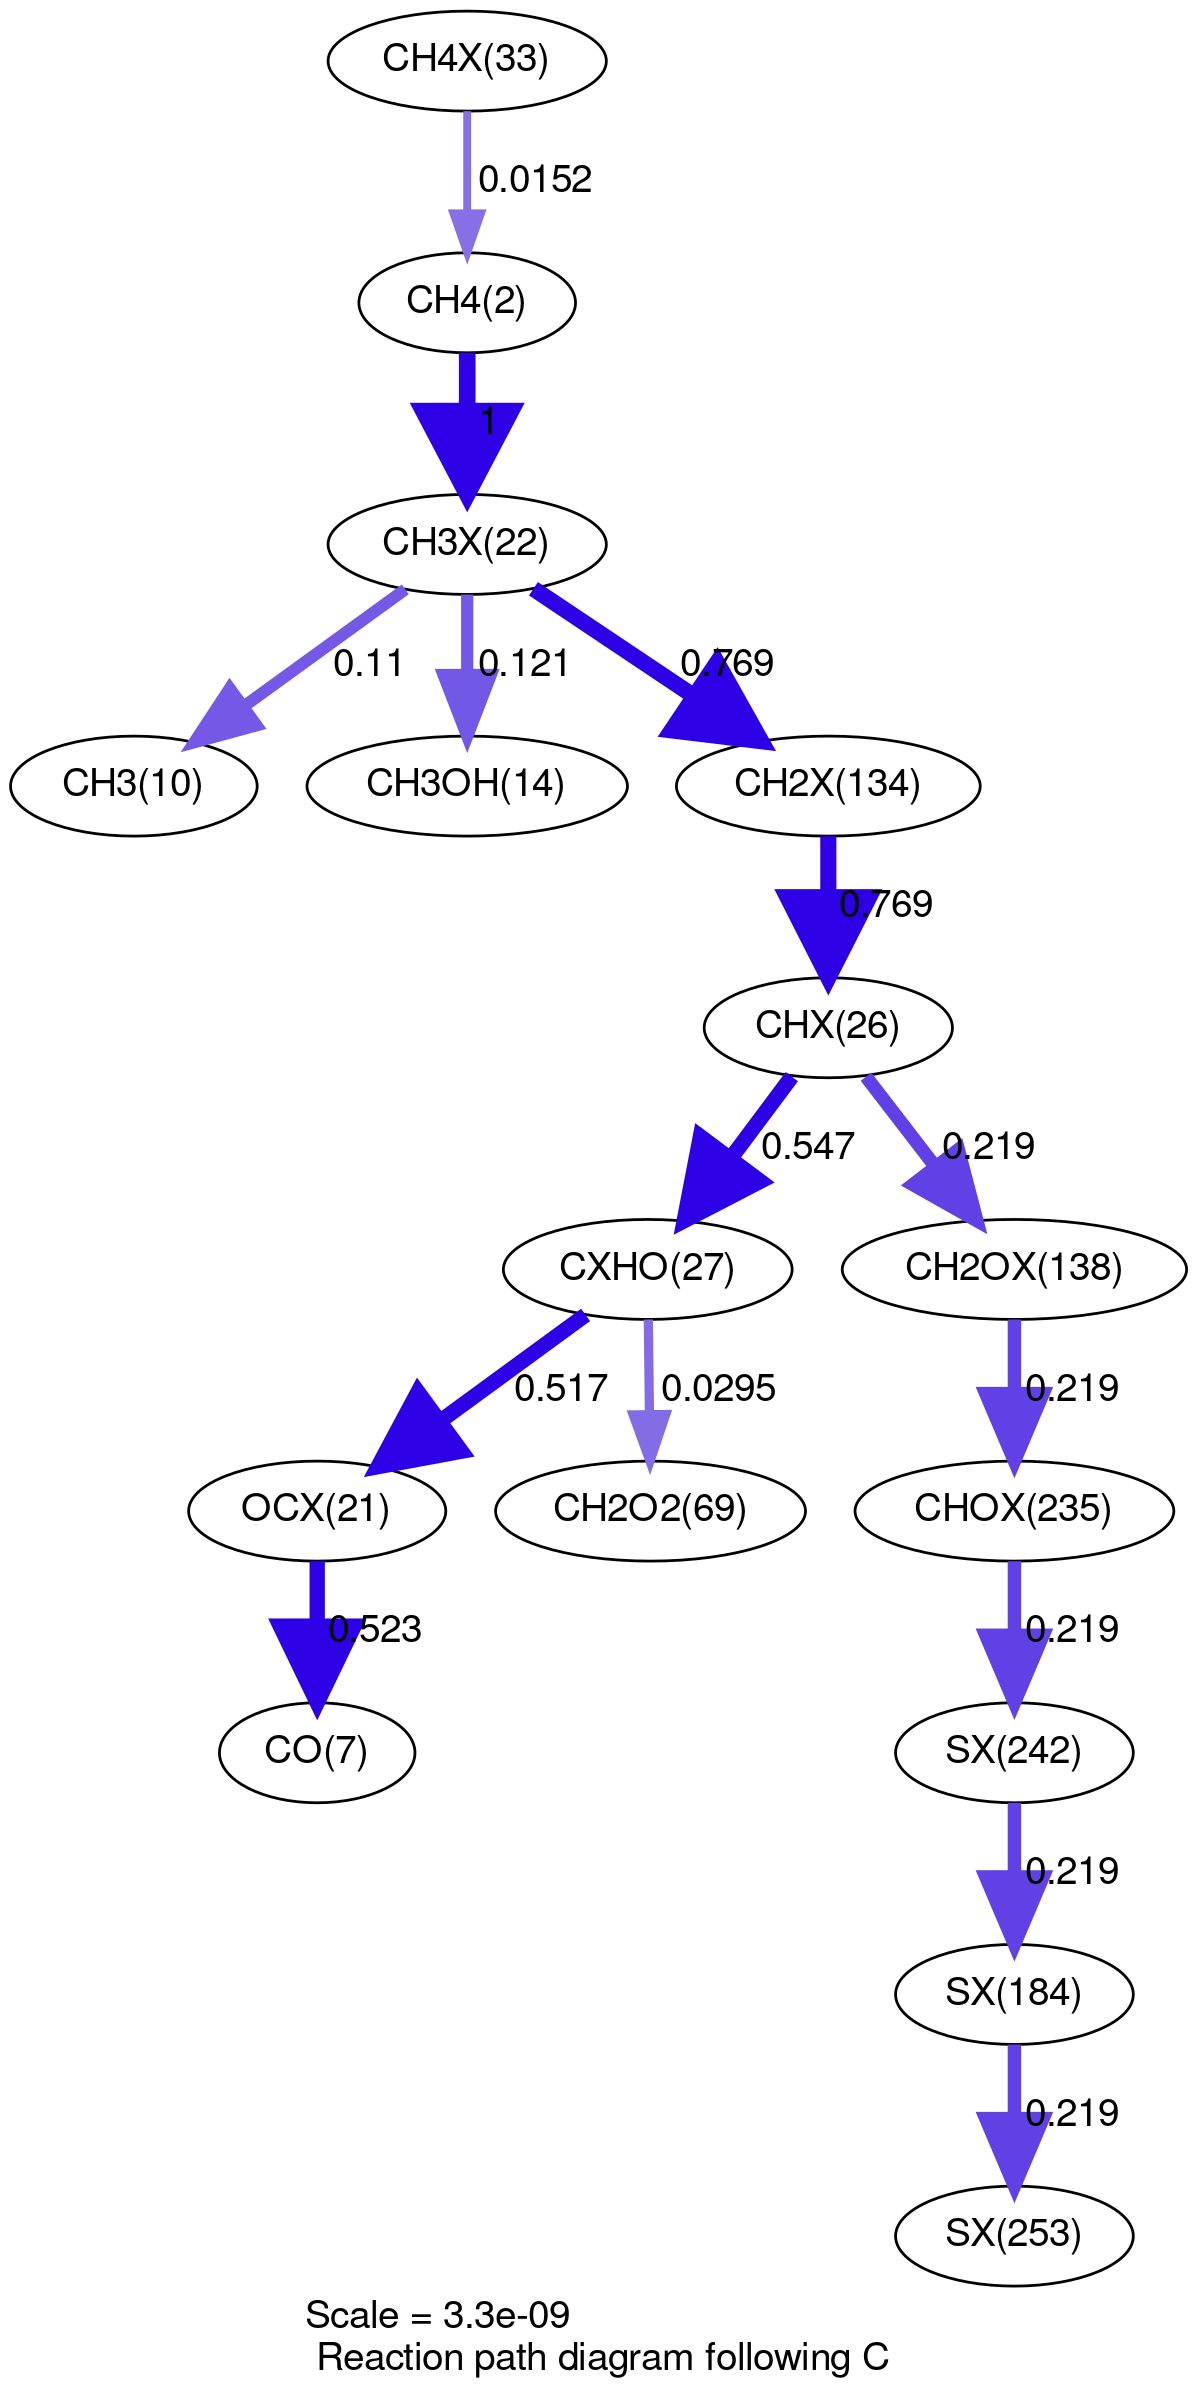 CH4X(33)
0.0152
CH4(2)
1
CH3X(22)
0.11
0.121
0.769
CH3(10)
CH3OH(14)
CH2X(134)
0.769
CHX(26)
0.547
0.219
CXHO(27)
CH2OX(138)
0.517
0.0295
0.219
OCX(21)
CH2O2(69)
CHOX(235)
0.523
0.219
CO(7)
SX(242)
0.219
SX(184)
0.219
SX(253)
Scale = 3.3e-09
Reaction path diagram following C